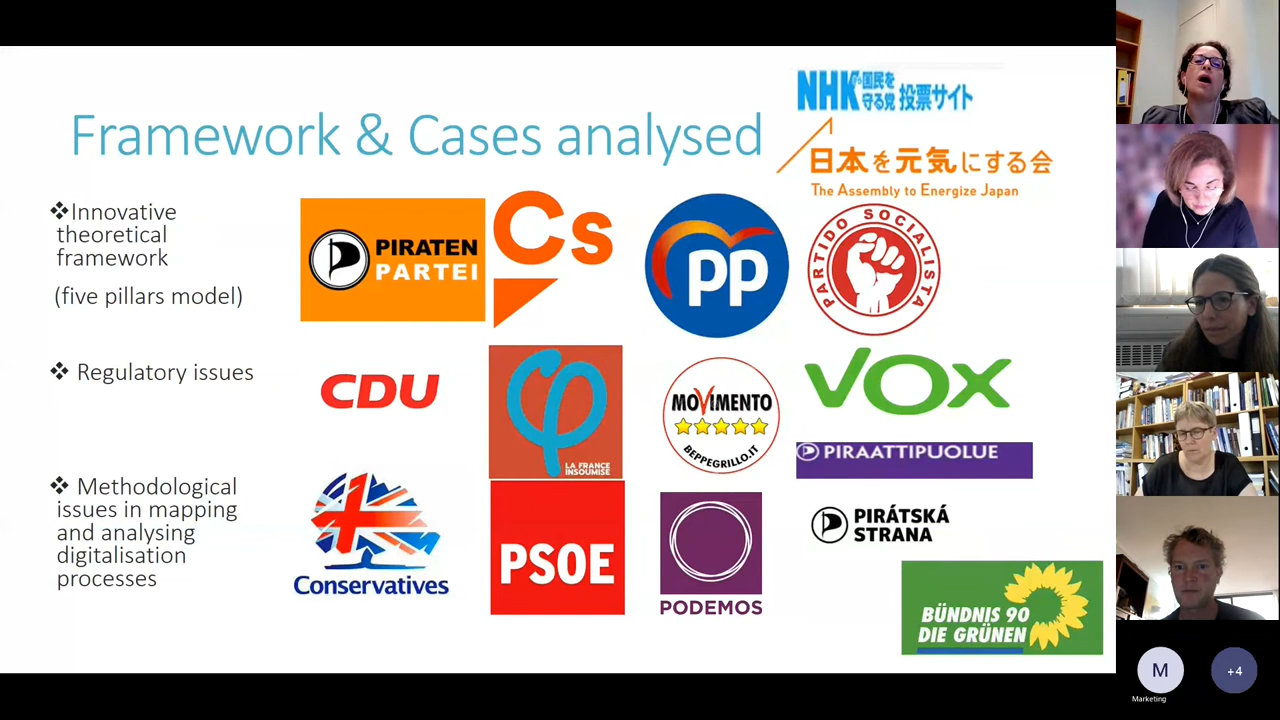 Framework & Cases analysed
NHKから国民を
守る党 投票サイト
日本を元気にする会
The Assembly to Energize Japan
❖Innovative
theoretical
framework
(five pillars model)
❖ Regulatory issues
❖ Methodological
issues in mapping
and analysing
digitalisation
processes
PIRATEN
PARTEI
Cs
pp
PARTIDO SOCIALISTA
CDU
LA FRANCE
INSOUMISE
MOVIMENTO
BEPPEGRILLO.IT
VOX
PIRAATTIPUOLUE
Conservatives
PSOE
PODEMOS
PIRÁTSKÁ
STRANA
BÜNDNIS 90
DIE GRÜNEN
M
Marketing
+4